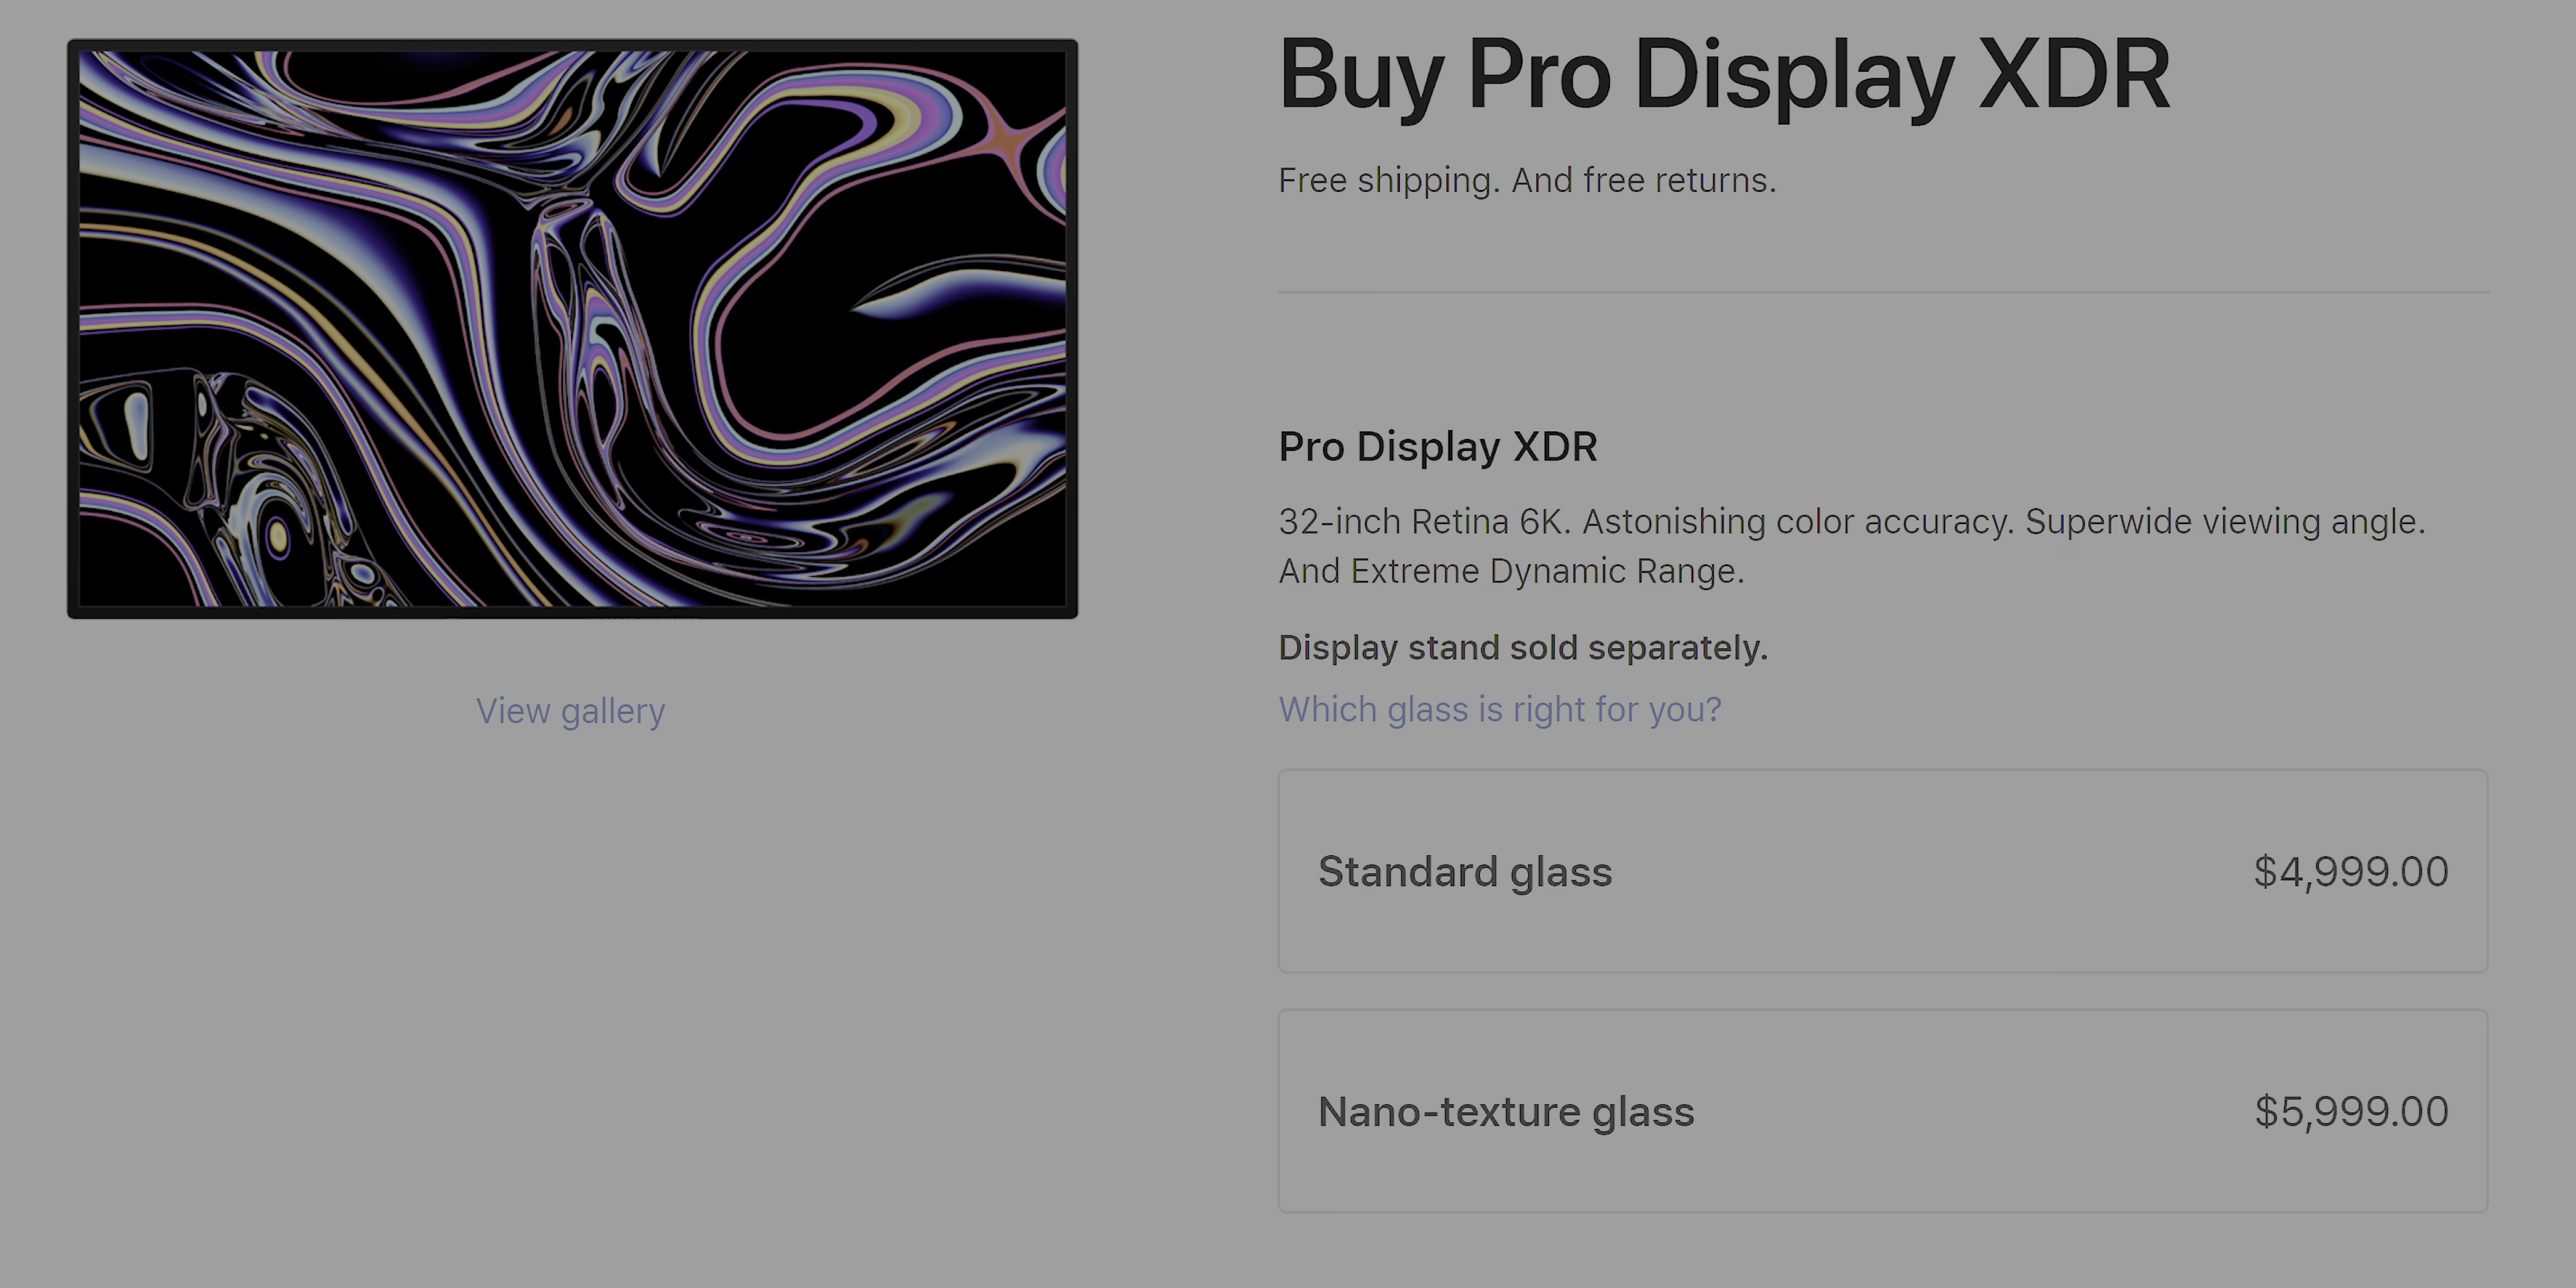 Buy Pro Display XDR
Free shipping. And free returns.
Pro Display XDR
32-inch Retina 6K. Astonishing color accuracy. Superwide viewing angle.
And Extreme Dynamic Range.
Display stand sold separately.
View gallery
Which glass is right for you?
Standard glass $4,999.00
Nano-texture glass $5,999.00